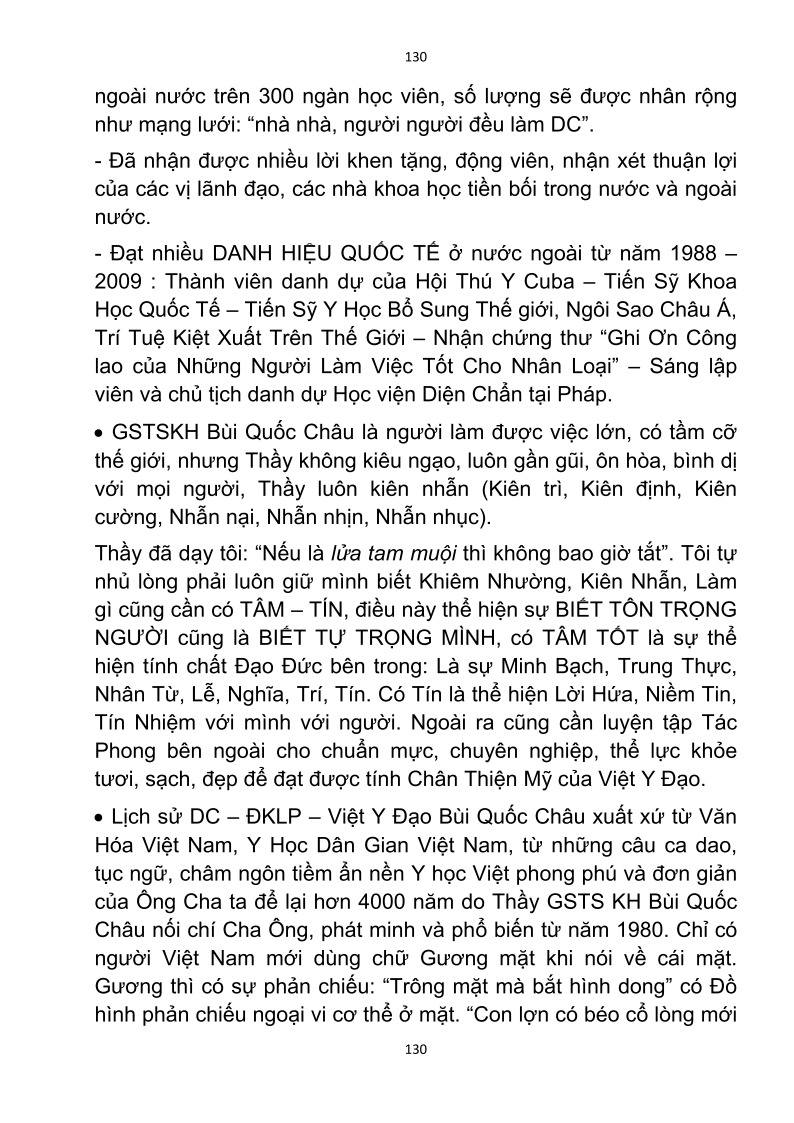 130
ngoài nước trên 300 ngàn học viên, số lượng sẽ được nhân rộng
như mạng lưới: “nhà nhà, người người đều làm DC”.
- Đã nhận được nhiều lời khen tặng, động viên, nhận xét thuận lợi
của các vị lãnh đạo, các nhà khoa học tiền bối trong nước và ngoài
nước.
- Đạt nhiều DANH HIỆU QUỐC TẾ ở nước ngoài từ năm 1988 –
2009 : Thành viên danh dự của Hội Thú Y Cuba – Tiến Sỹ Khoa
Học Quốc Tế – Tiến Sỹ Y Học Bổ Sung Thế giới, Ngôi Sao Châu Á,
Trí Tuệ Kiệt Xuất Trên Thế Giới – Nhận chứng thư “Ghi Ơn Công
lao của Những Người Làm Việc Tốt Cho Nhân Loại” – Sáng lập
viên và chủ tịch danh dự Học viện Diện Chẩn tại Pháp.
• GSTSKH Bùi Quốc Châu là người làm được việc lớn, có tầm cỡ
thế giới, nhưng Thầy không kiêu ngạo, luôn gần gũi, ôn hòa, bình dị
với mọi người, Thầy luôn kiên nhẫn (Kiên trì, Kiên định, Kiên
cường, Nhẫn nại, Nhẫn nhịn, Nhẫn nhục).
Thầy đã dạy tôi: “Nếu là lửa tam muội thì không bao giờ tắt”. Tôi tự
nhủ lòng phải luôn giữ mình biết Khiêm Nhường, Kiên Nhẫn, Làm
gì cũng cần có TÂM – TÍN, điều này thể hiện sự BIẾT TÔN TRỌNG
NGƯỜI cũng là BIẾT TỰ TRỌNG MÌNH, có TÂM TỐT là sự thể
hiện tính chất Đạo Đức bên trong: Là sự Minh Bạch, Trung Thực,
Nhân Từ, Lễ, Nghĩa, Trí, Tín. Có Tín là thể hiện Lời Hứa, Niềm Tin,
Tín Nhiệm với mình với người. Ngoài ra cũng cần luyện tập Tác
Phong bên ngoài cho chuẩn mực, chuyên nghiệp, thể lực khỏe
tươi, sạch, đẹp để đạt được tính Chân Thiện Mỹ của Việt Y Đạo.
• Lịch sử DC – ĐKLP – Việt Y Đạo Bùi Quốc Châu xuất xứ từ Văn
Hóa Việt Nam, Y Học Dân Gian Việt Nam, từ những câu ca dao,
tục ngữ, châm ngôn tiềm ẩn nền Y học Việt phong phú và đơn giản
của Ông Cha ta để lại hơn 4000 năm do Thầy GSTS KH Bùi Quốc
Châu nối chí Cha Ông, phát minh và phổ biến từ năm 1980. Chỉ có
người Việt Nam mới dùng chữ Gương mặt khi nói về cái mặt.
Gương thì có sự phản chiếu: “Trông mặt mà bắt hình dong” có Đồ
hình phản chiếu ngoại vi cơ thể ở mặt. “Con lợn có béo cổ lòng mới
130